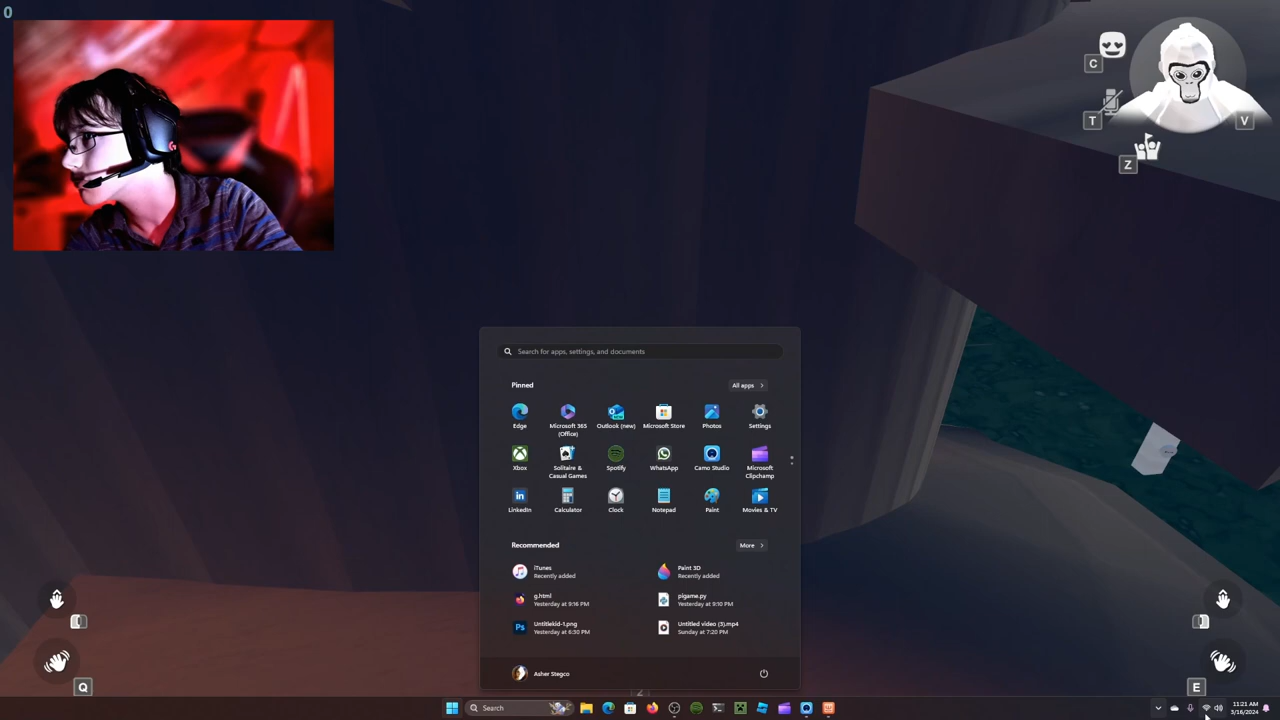 0
C
T
V
Z
Search for apps, settings, and documents
Pinned
All apps
Edge
Microsoft 365 (Office)
Outlook (new)
Microsoft Store
Photos
Settings
Xbox
Solitaire & Casual Games
Spotify
WhatsApp
Camo Studio
Microsoft Clipchamp
LinkedIn
Calculator
Clock
Notepad
Paint
Movies & TV
Recommended
More
iTunes
Recently added
Paint 3D
Recently added
g.html
Yesterday at 9:16 PM
pigame.py
Yesterday at 9:10 PM
Untitlekid-1.png
Yesterday at 6:30 PM
Untitled video (3).mp4
Sunday at 7:20 PM
Asher Stegco
Q
E
Search
11:21 AM
3/16/2024